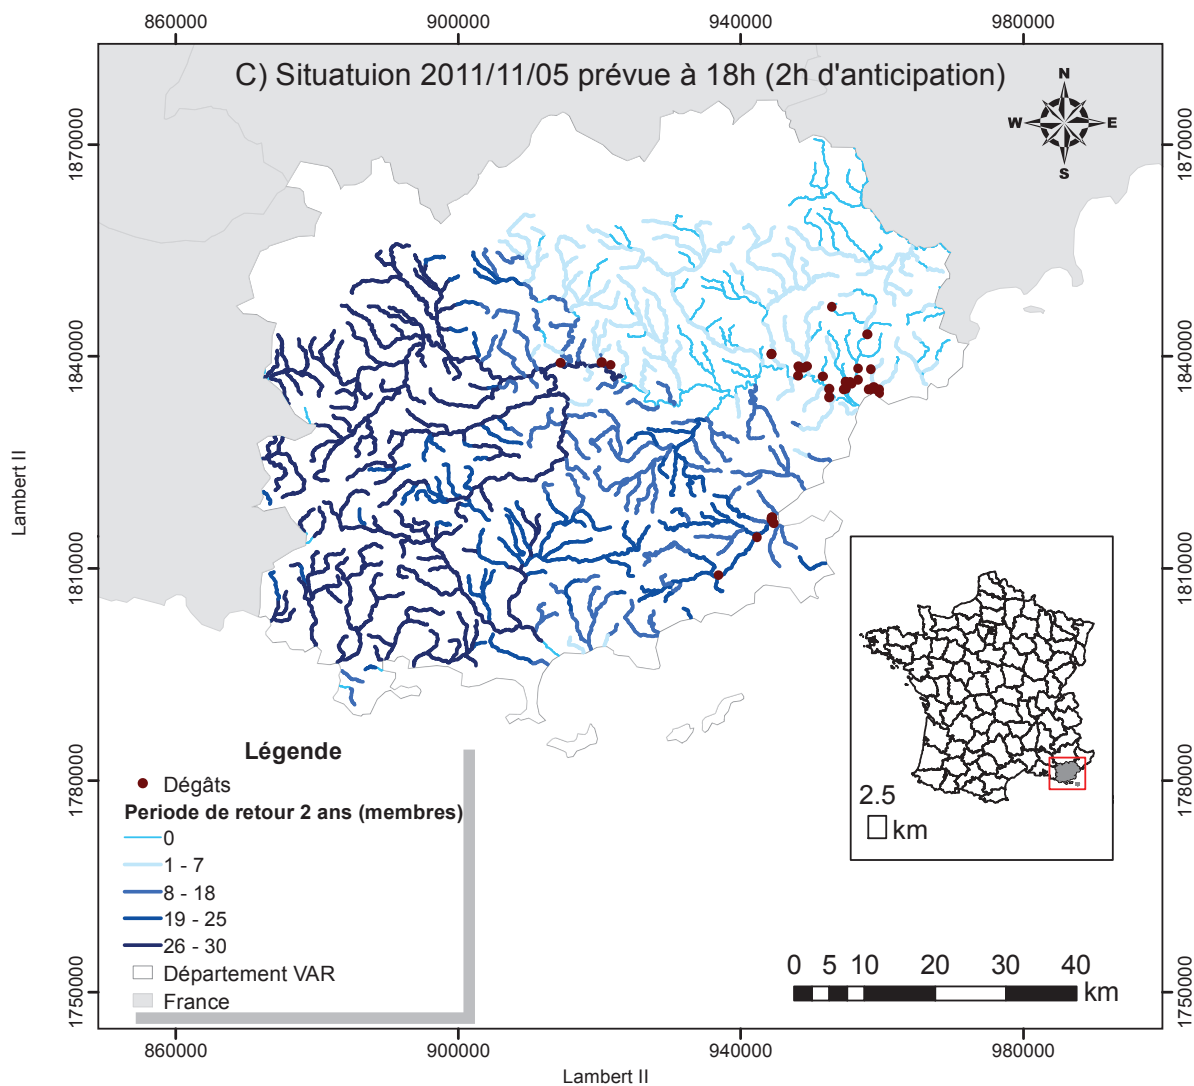 860000 900000 940000 980000
C) Situatuion 2011/11/05 prévue à 18h (2h d'anticipation)
N
W E
S
1870000 1870000
1840000 1840000
Lambert II
1810000 1810000
1780000 1780000
1750000 1750000
2.5
km
Légende
Dégâts
Periode de retour 2 ans (membres)
0
1 - 7
8 - 18
19 - 25
26 - 30
Département VAR
France
0 5 10 20 30 40
km
860000 900000 940000 980000
Lambert II